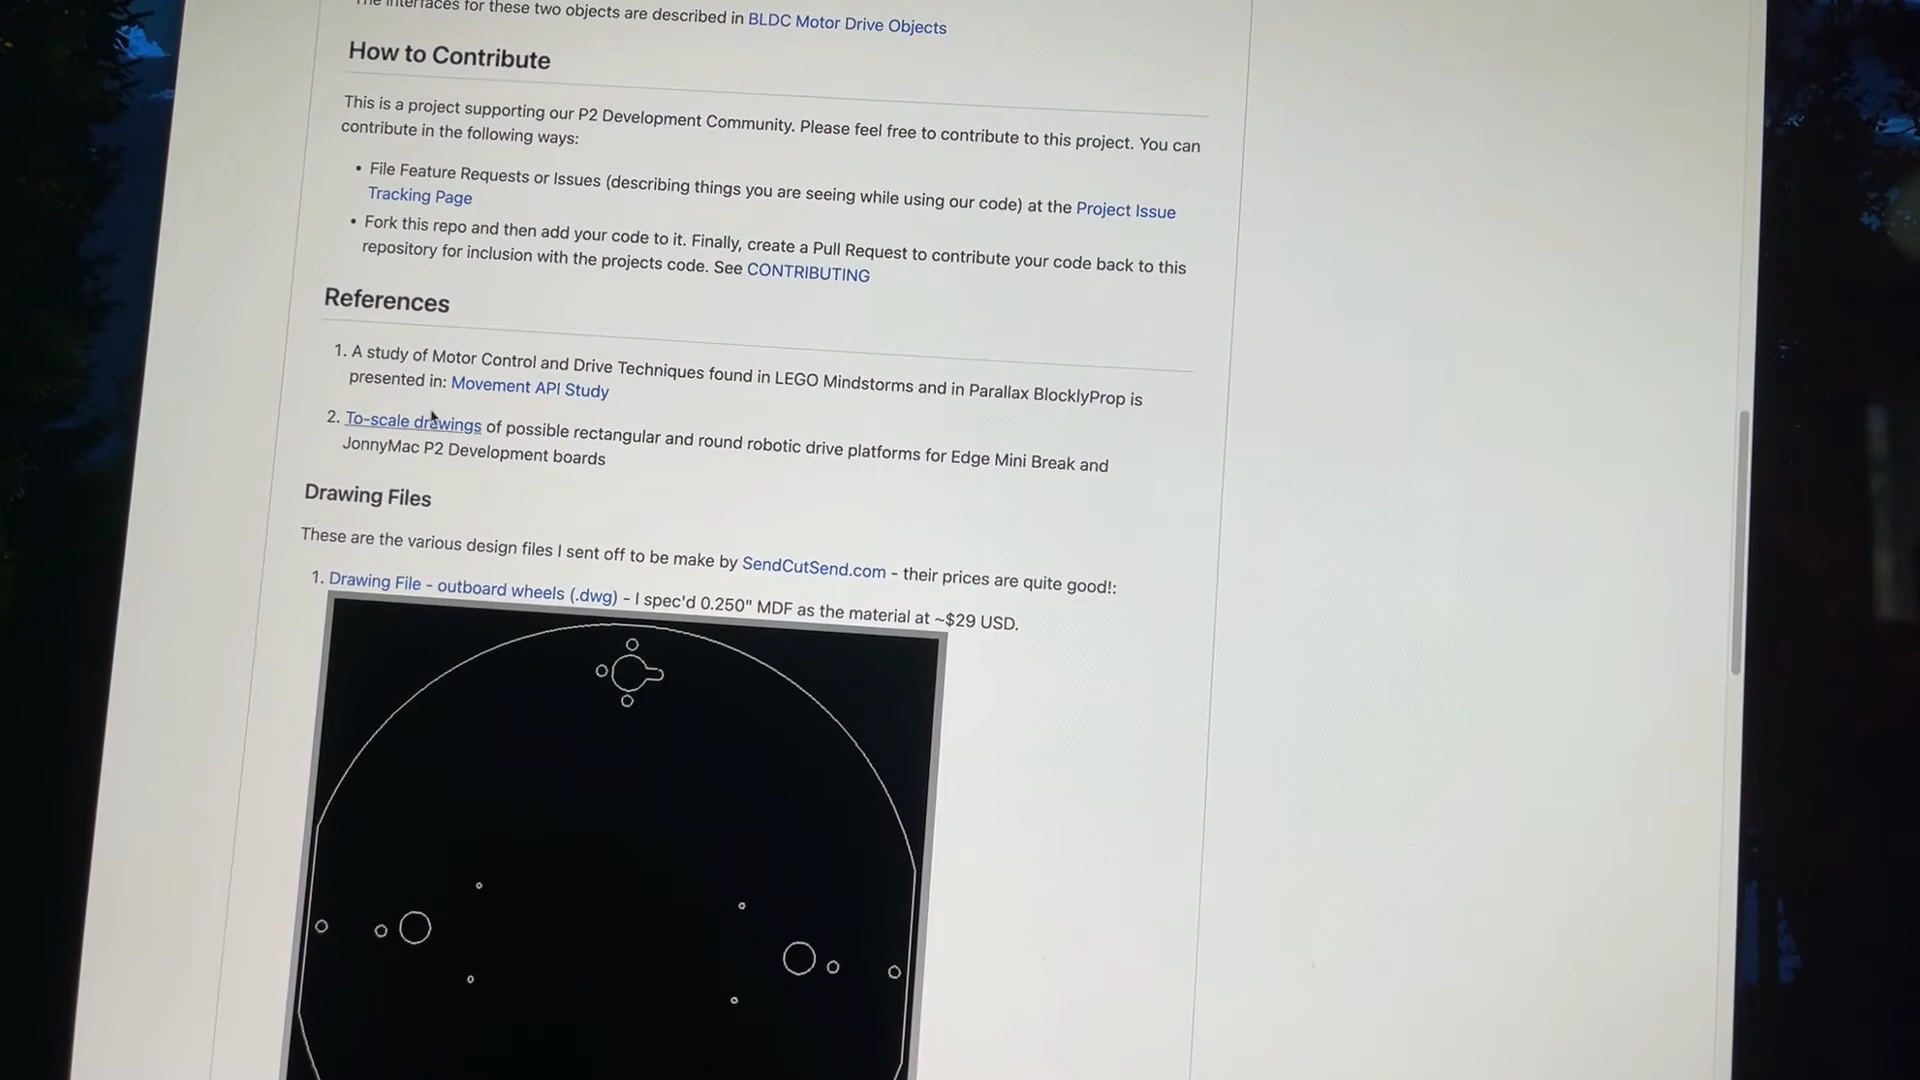 The interfaces for these two objects are described in BLDC Motor Drive Objects
How to Contribute
This is a project supporting our P2 Development Community. Please feel free to contribute to this project. You can
contribute in the following ways:
• File Feature Requests or Issues (describing things you are seeing while using our code) at the Project Issue
Tracking Page
• Fork this repo and then add your code to it. Finally, create a Pull Request to contribute your code back to this
repository for inclusion with the projects code. See CONTRIBUTING
References
1. A study of Motor Control and Drive Techniques found in LEGO Mindstorms and in Parallax BlocklyProp is
presented in: Movement API Study
2. To-scale drawings of possible rectangular and round robotic drive platforms for Edge Mini Break and
JonnyMac P2 Development boards
Drawing Files
These are the various design files I sent off to be make by SendCutSend.com - their prices are quite good!:
1. Drawing File - outboard wheels (.dwg) - I spec'd 0.250" MDF as the material at ~$29 USD.